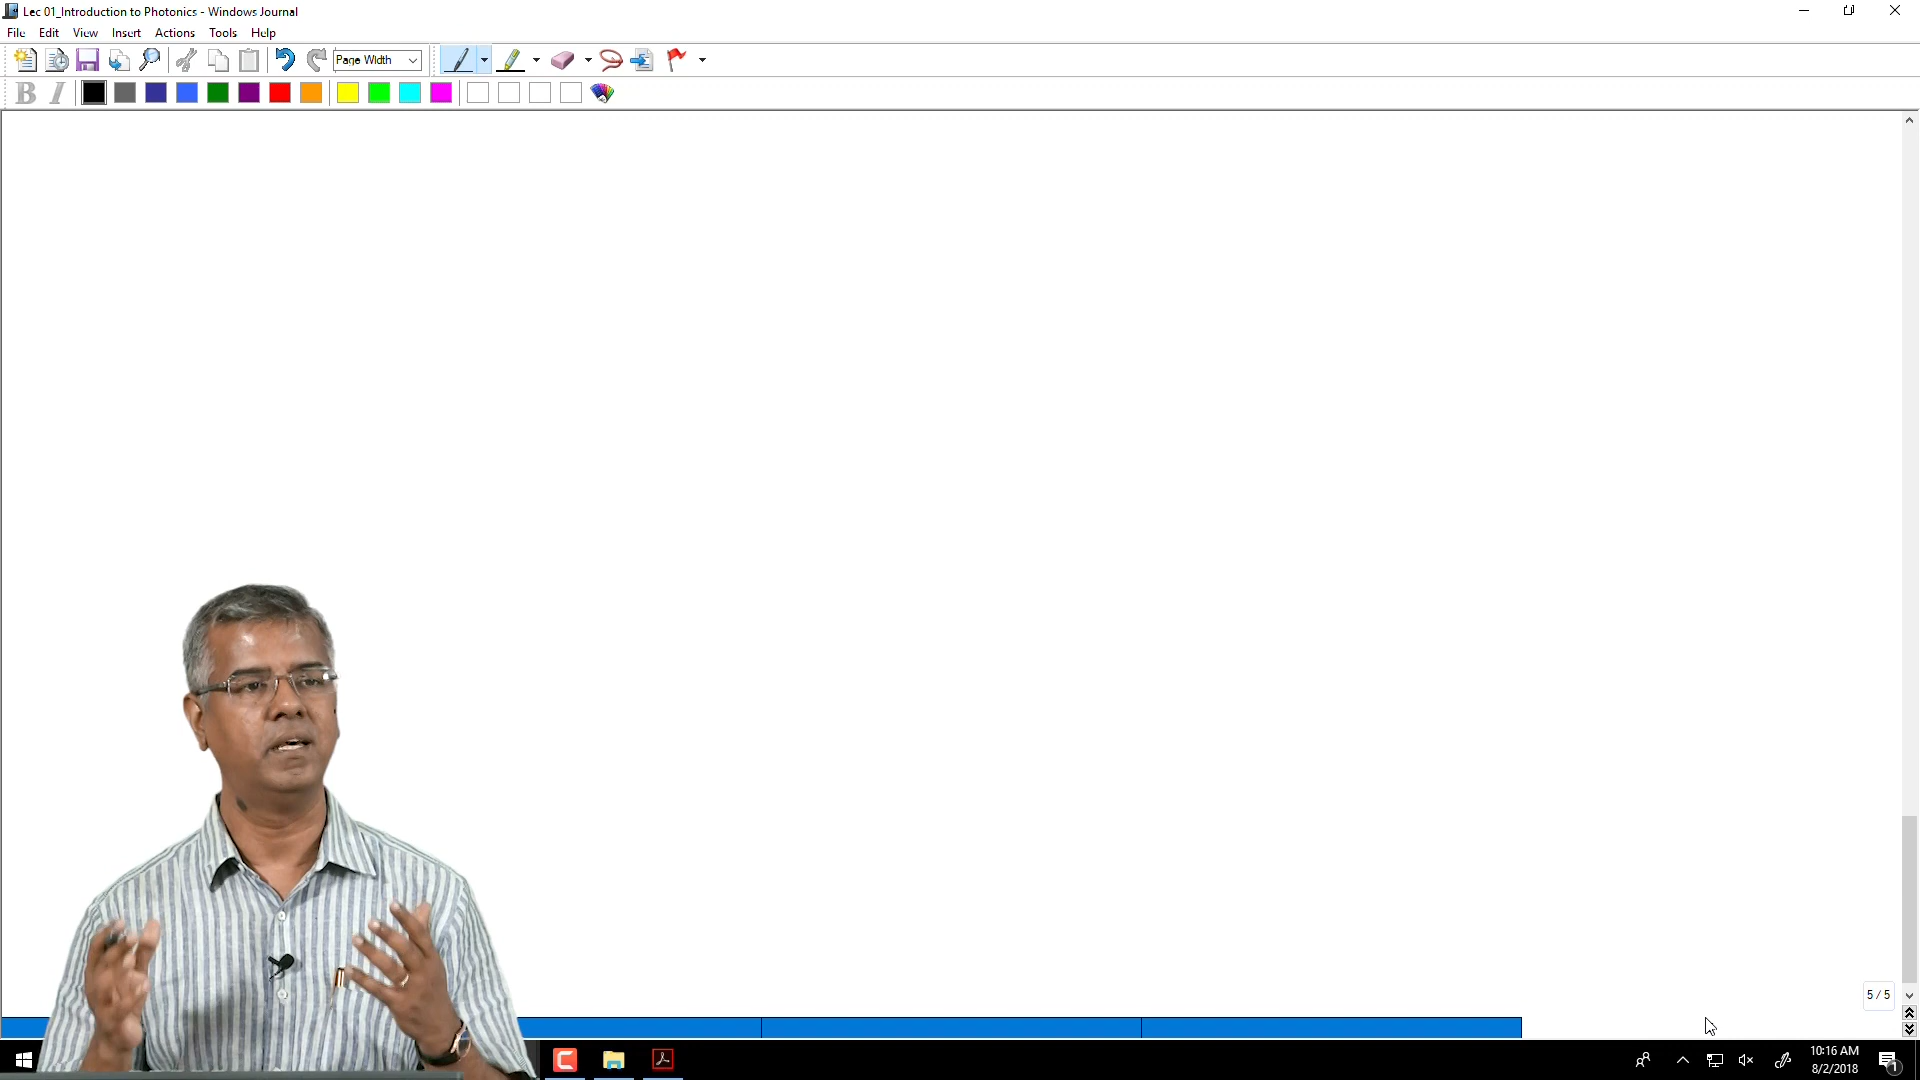 Lec 01_Introduction to Photonics - Windows Journal
File Edit View Insert Actions Tools Help
Page Width
B I
5 / 5
10:16 AM
8/2/2018
1